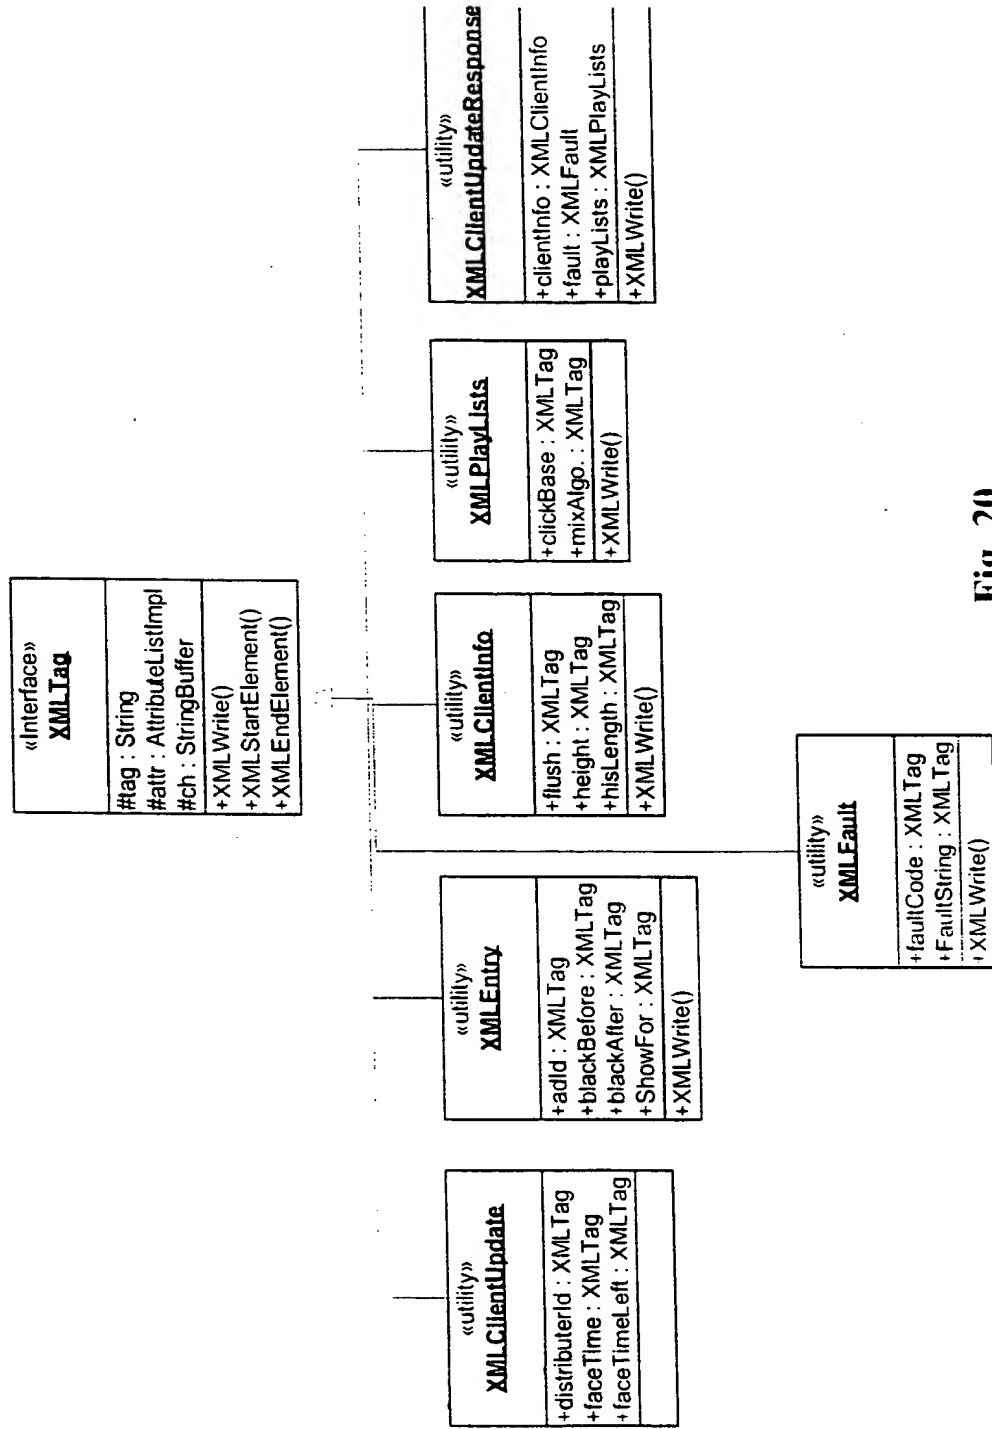 «Interface»
XMLTag
#tag : String
#attr : AttributeListImpl
#ch : StringBuffer
+XMLWrite()
+XMLStartElement()
+XMLEndElement()
«utility»
XMLClientUpdate
+distributerId : XMLTag
+faceTime : XMLTag
+faceTimeLeft : XMLTag
«utility»
XMLEntry
+adId : XMLTag
+blackBefore : XMLTag
+blackAfter : XMLTag
+ShowFor : XMLTag
+XMLWrite()
«utility»
XMLClientInfo
+flush : XMLTag
+height : XMLTag
+hisLength : XMLTag
+XMLWrite()
«utility»
XMLPlayLists
+clickBase : XMLTag
+mixAlgo. : XMLTag
+XMLWrite()
«utility»
XMLClientUpdateResponse
+clientInfo : XMLClientInfo
+fault : XMLFault
+playLists : XMLPlayLists
+XMLWrite()
«utility»
XMLFault
+faultCode : XMLTag
+FaultString : XMLTag
+XMLWrite()
Fig. 20